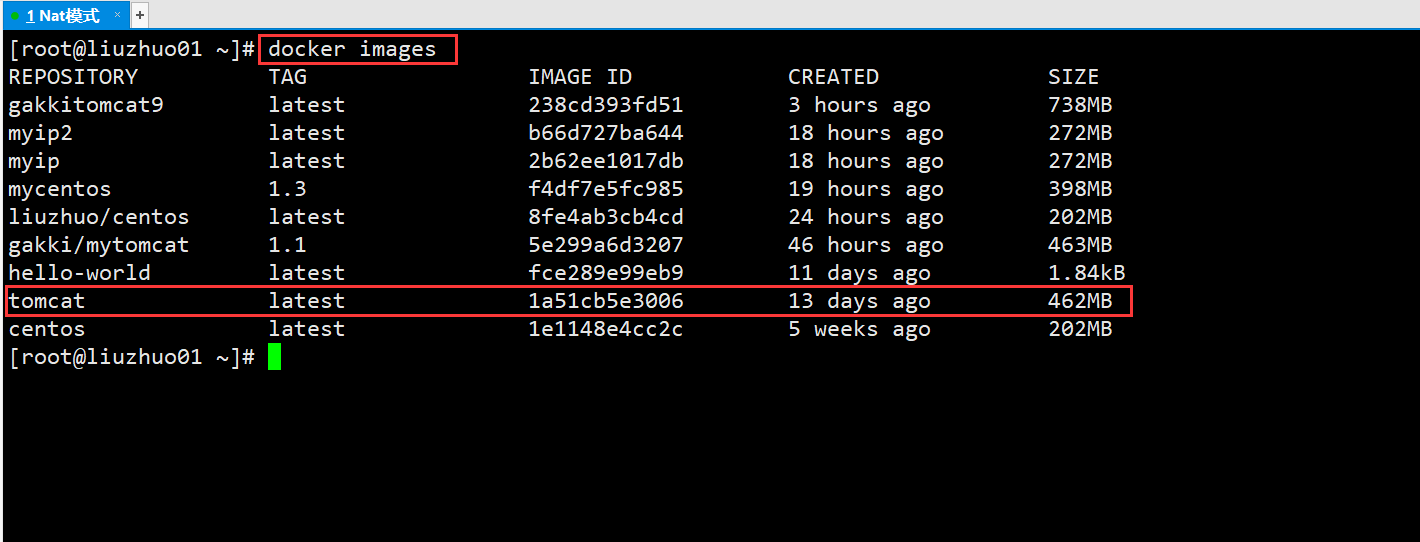 1 Nat模式 × +
[root@liuzhuo01 ~]# docker images
REPOSITORY TAG IMAGE ID CREATED SIZE
gakkitomcat9 latest 238cd393fd51 3 hours ago 738MB
myip2 latest b66d727ba644 18 hours ago 272MB
myip latest 2b62ee1017db 18 hours ago 272MB
mycentos 1.3 f4df7e5fc985 19 hours ago 398MB
liuzhuo/centos latest 8fe4ab3cb4cd 24 hours ago 202MB
gakki/mytomcat 1.1 5e299a6d3207 46 hours ago 463MB
hello-world latest fce289e99eb9 11 days ago 1.84kB
tomcat latest 1a51cb5e3006 13 days ago 462MB
centos latest 1e1148e4cc2c 5 weeks ago 202MB
[root@liuzhuo01 ~]#